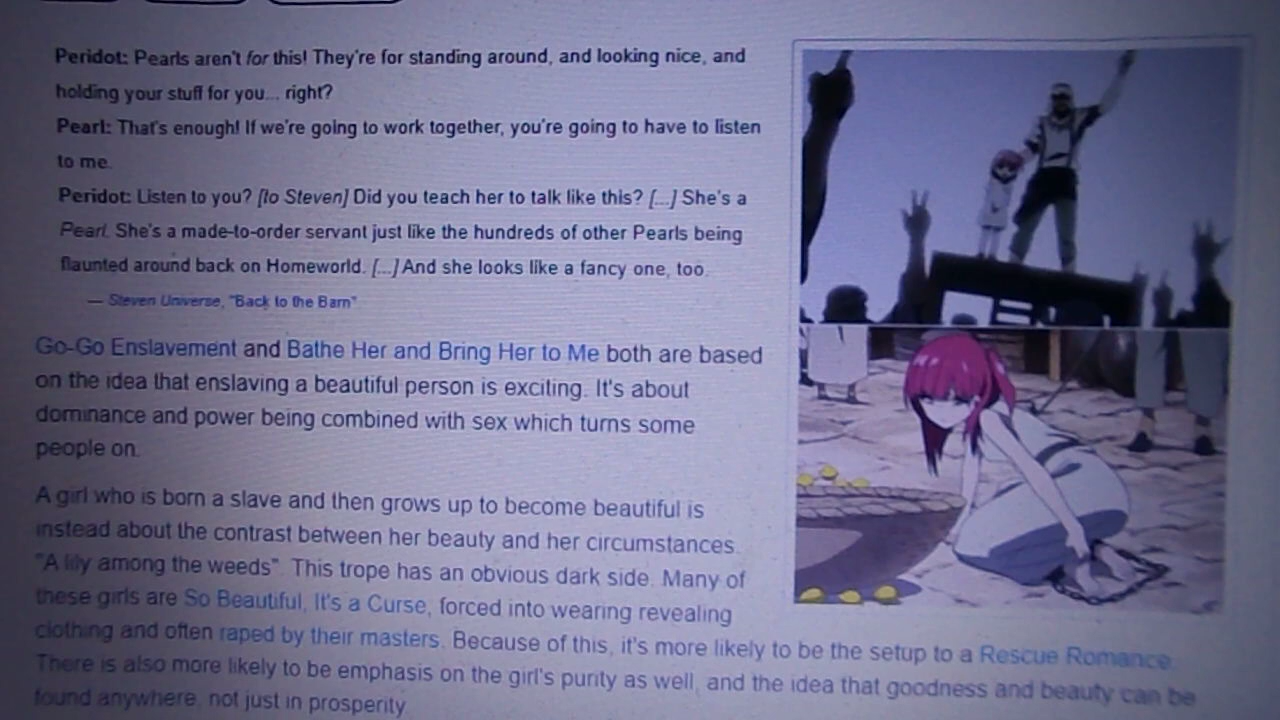 Peridot: Pearls aren't for this! They're for standing around, and looking nice, and
holding your stuff for you... right?
Pearl: That's enough! If we're going to work together, you're going to have to listen
to me.
Peridot: Listen to you? [to Steven] Did you teach her to talk like this? [...] She's a
Pearl. She's a made-to-order servant just like the hundreds of other Pearls being
flaunted around back on Homeworld. [...] And she looks like a fancy one, too.
— Steven Universe, "Back to the Barn"
Go-Go Enslavement and Bathe Her and Bring Her to Me both are based
on the idea that enslaving a beautiful person is exciting. It's about
dominance and power being combined with sex which turns some
people on.
A girl who is born a slave and then grows up to become beautiful is
instead about the contrast between her beauty and her circumstances.
"A lily among the weeds". This trope has an obvious dark side. Many of
these girls are So Beautiful, It's a Curse, forced into wearing revealing
clothing and often raped by their masters. Because of this, it's more likely to be the setup to a Rescue Romance.
There is also more likely to be emphasis on the girl's purity as well, and the idea that goodness and beauty can be
found anywhere, not just in prosperity.